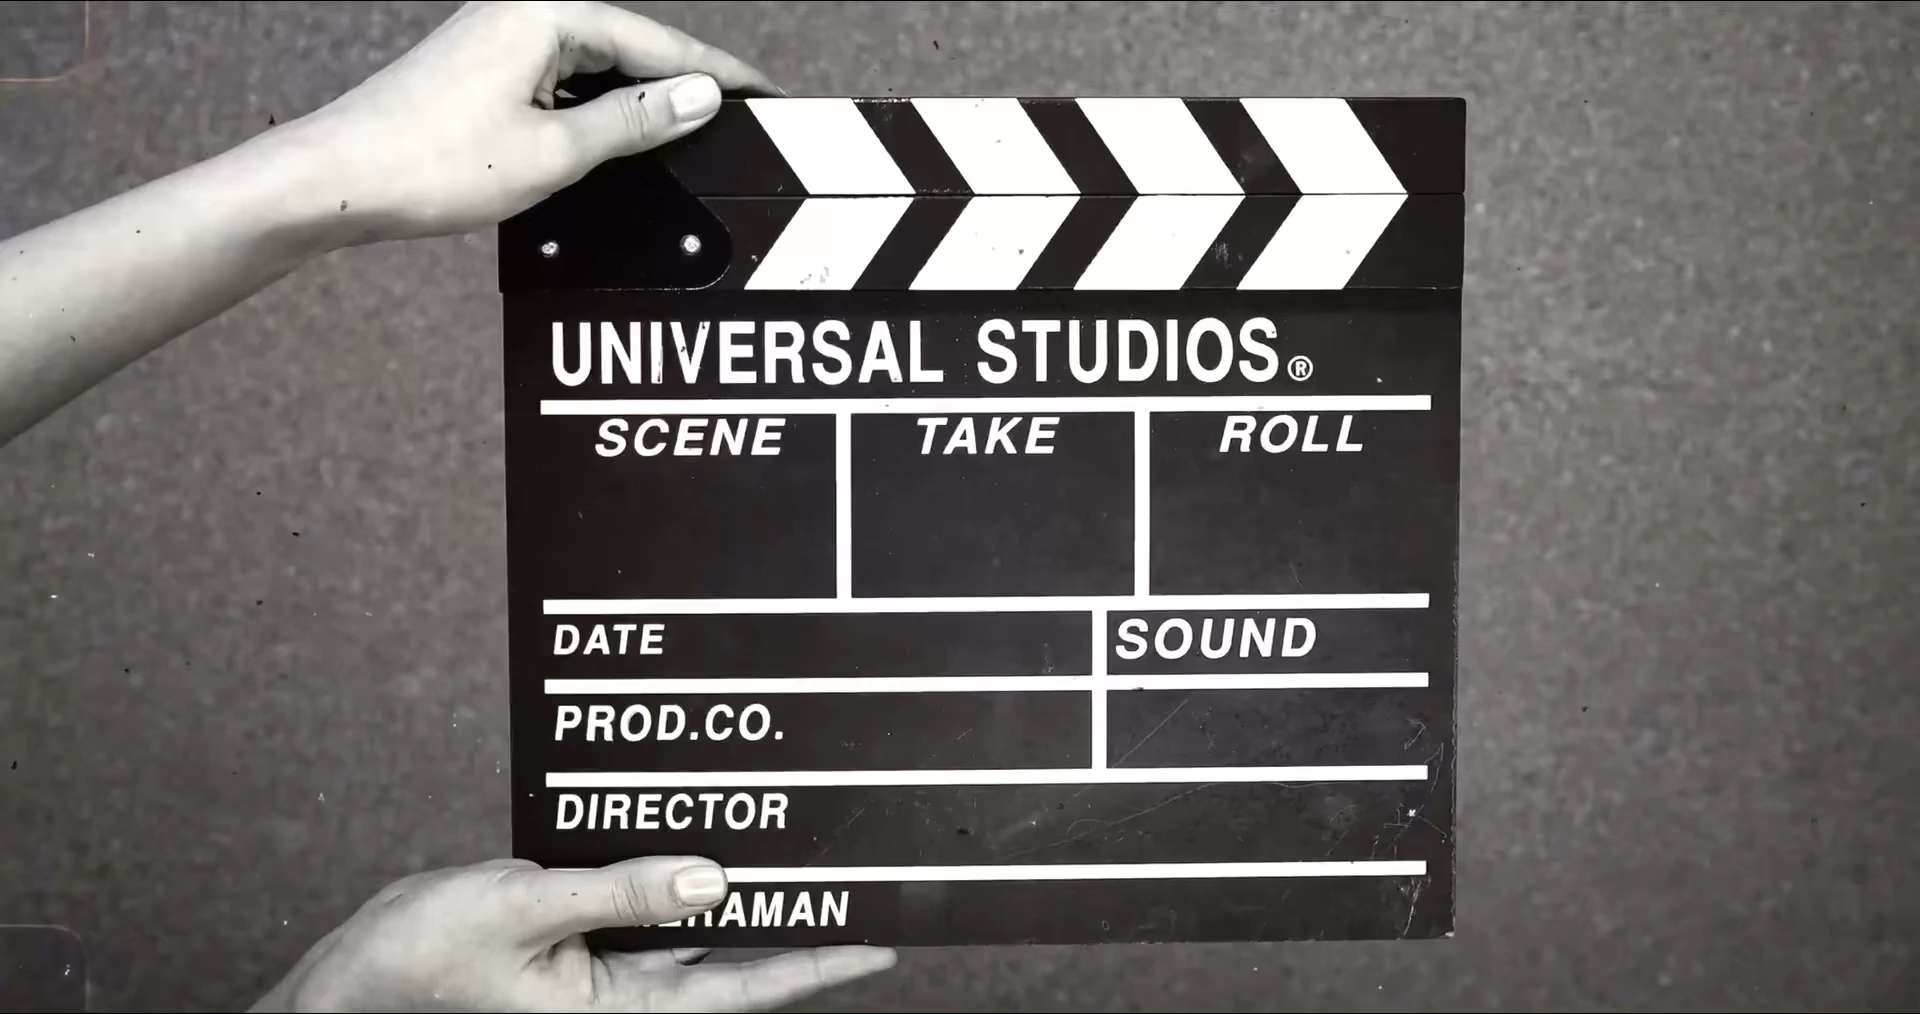 UNIVERSAL STUDIOS®
SCENE TAKE ROLL
DATE SOUND
PROD.CO.
DIRECTOR